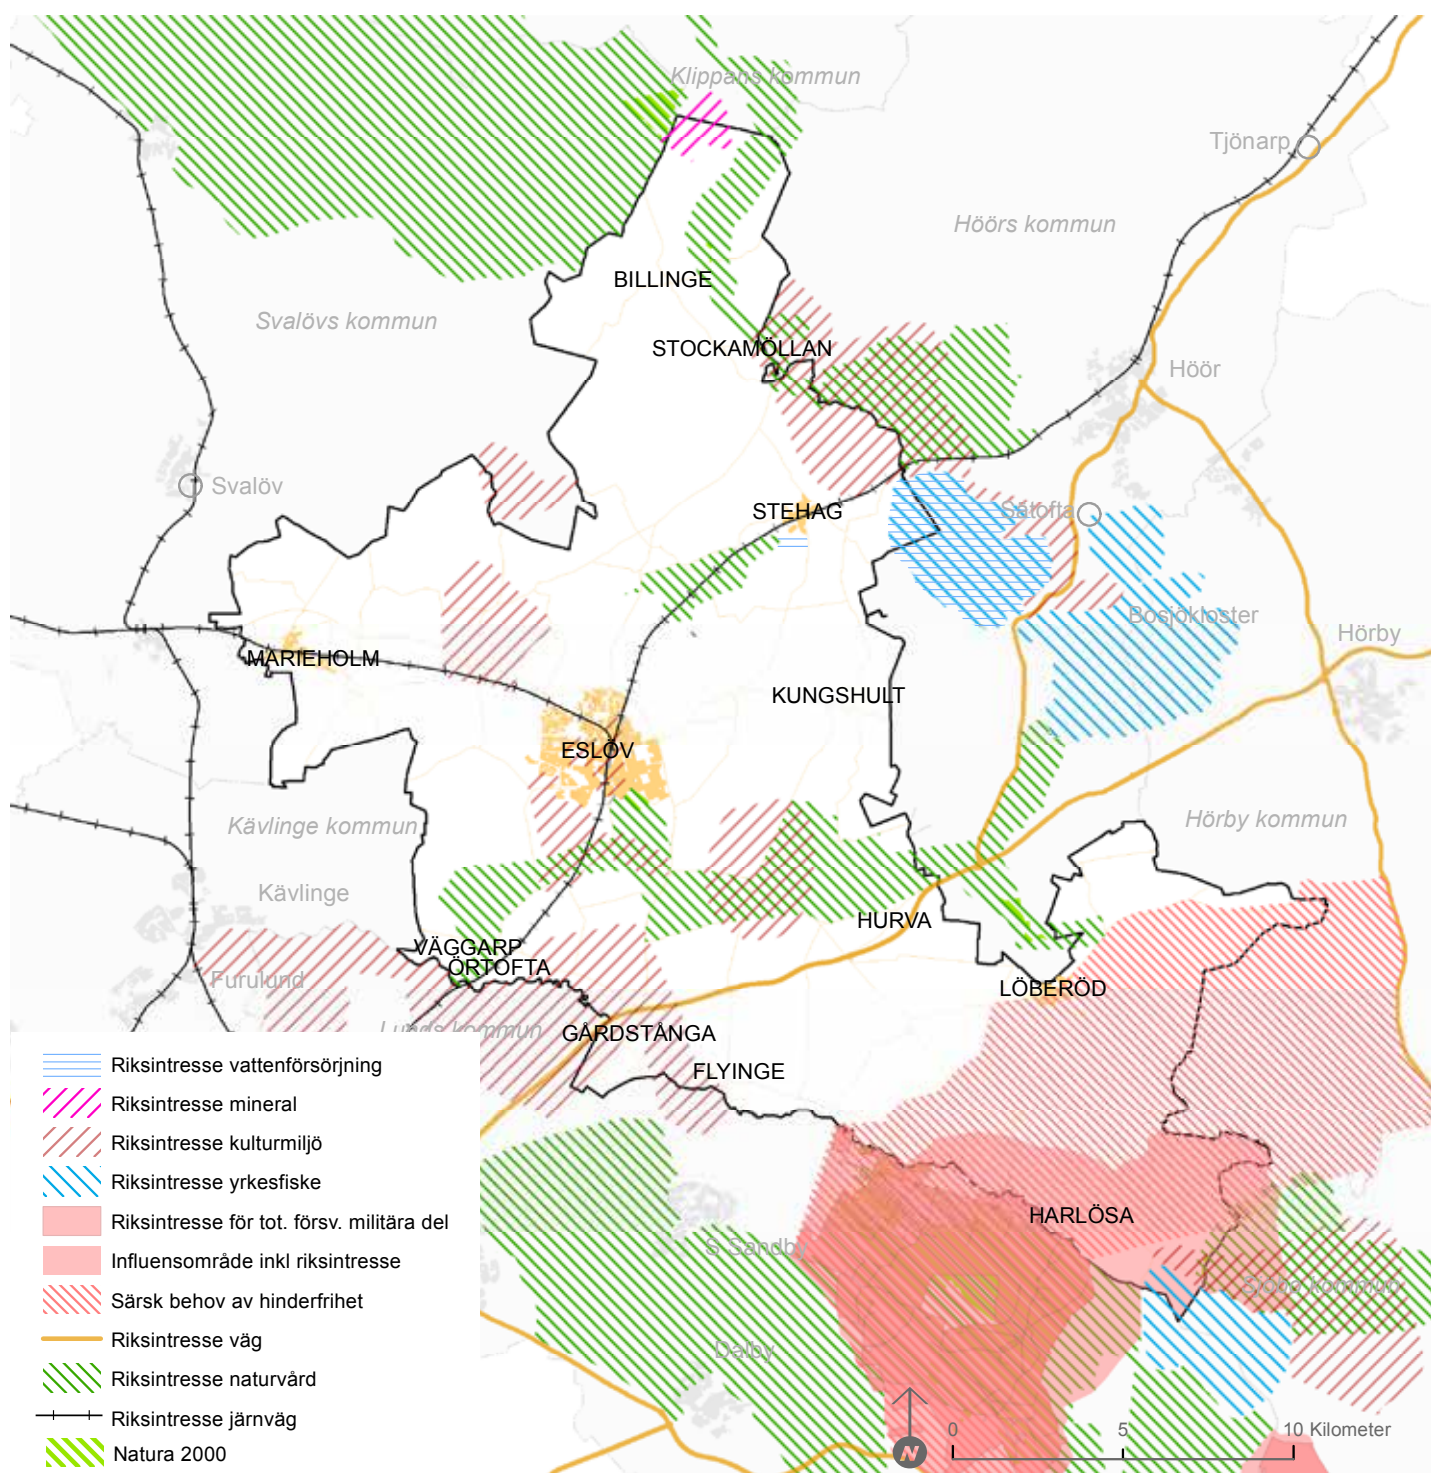 Klippans kommun
Tjönarp
Höörs kommun
BILLINGE
Svalövs kommun
STOCKAMÖLLAN
Höör
Svalöv
STEHAG
Sätofta
Bosjökloster
Hörby
MARIEHOLM
KUNGSHULT
ESLÖV
Kävlinge kommun
Hörby kommun
Kävlinge
HURVA
VÄGGARP
ÖRTOFTA
Furulund
LÖBERÖD
Lunds kommun
GÅRDSTÅNGA
FLYINGE
HARLÖSA
S Sandby
Sjöbo kommun
Dalby
Riksintresse vattenförsörjning
Riksintresse mineral
Riksintresse kulturmiljö
Riksintresse yrkesfiske
Riksintresse för tot. försv. militära del
Influensområde inkl riksintresse
Särsk behov av hinderfrihet
Riksintresse väg
Riksintresse naturvård
Riksintresse järnväg
Natura 2000
N
0 5 10 Kilometer